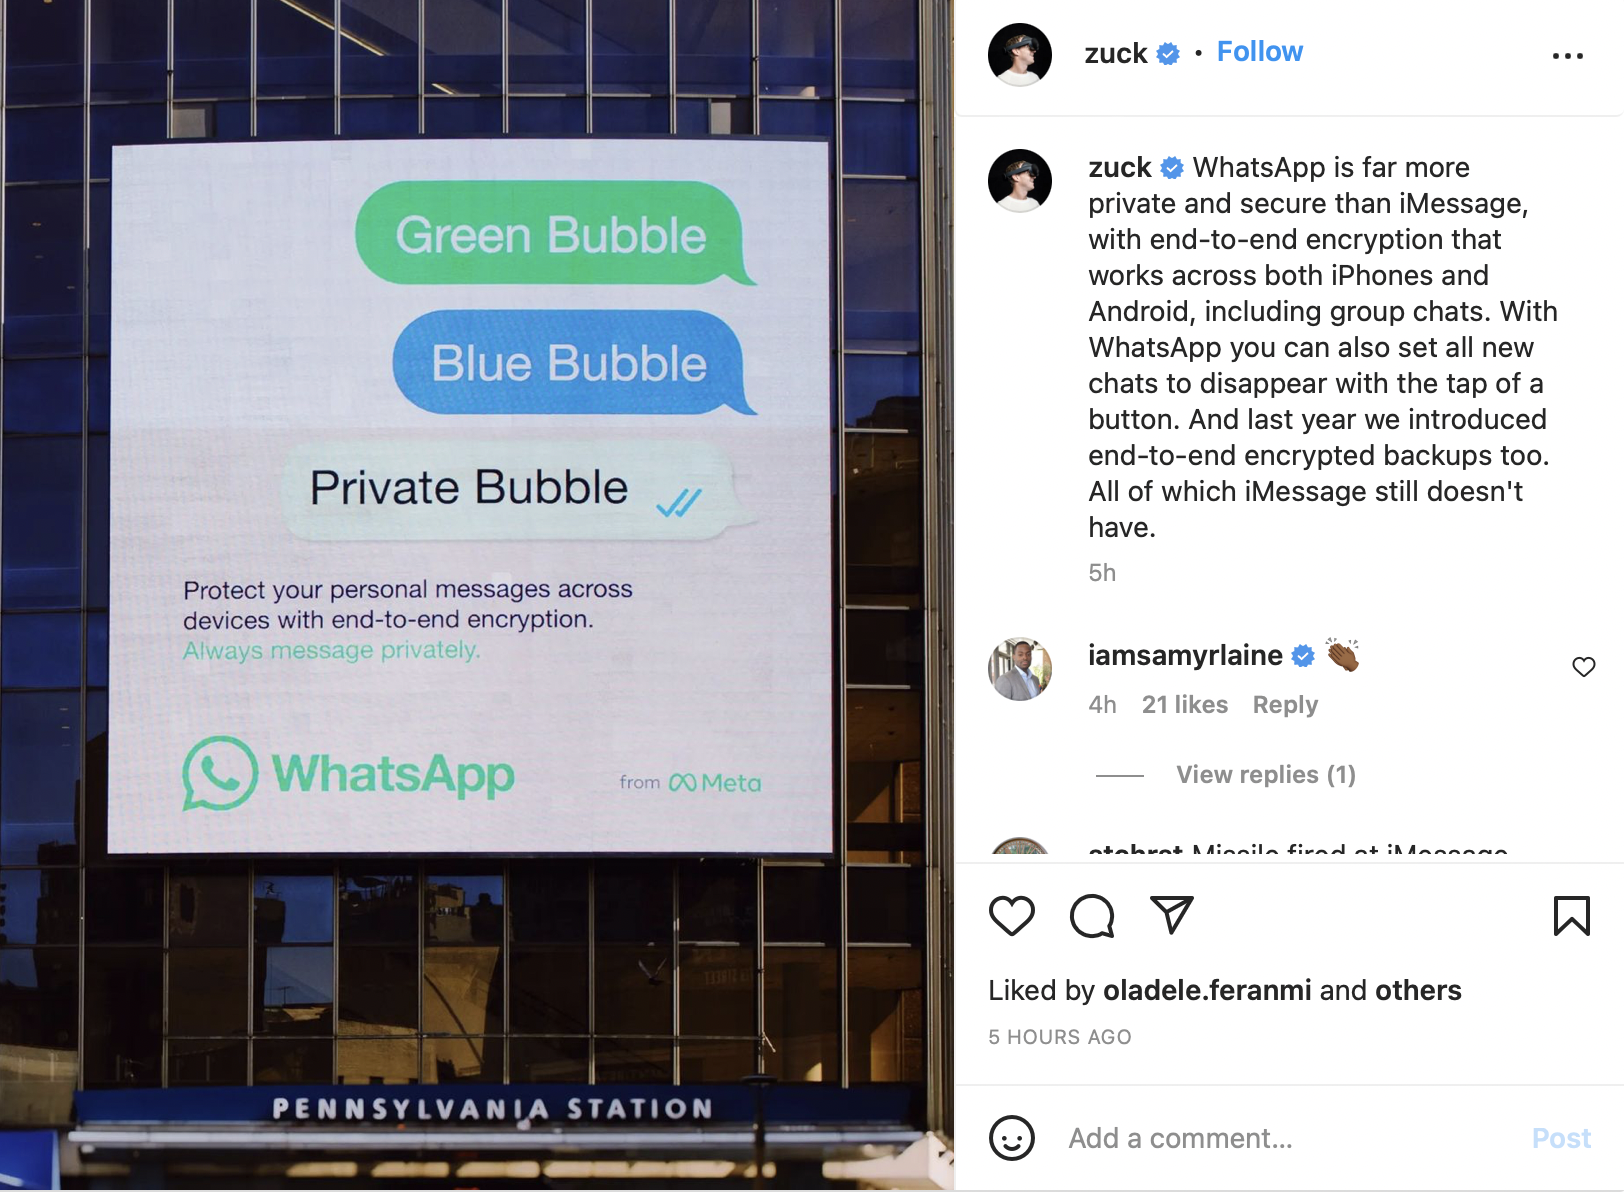 Green Bubble
Blue Bubble
Private Bubble
Protect your personal messages across
devices with end-to-end encryption.
Always message privately.
WhatsApp
from Meta
PENNSYLVANIA STATION
zuck • Follow
zuck WhatsApp is far more
private and secure than iMessage,
with end-to-end encryption that
works across both iPhones and
Android, including group chats. With
WhatsApp you can also set all new
chats to disappear with the tap of a
button. And last year we introduced
end-to-end encrypted backups too.
All of which iMessage still doesn't
have.
5h
iamsamyrlaine 👏🏾
4h 21 likes Reply
View replies (1)
Missile fired at iMessage
Liked by oladele.feranmi and others
5 HOURS AGO
Add a comment...
Post